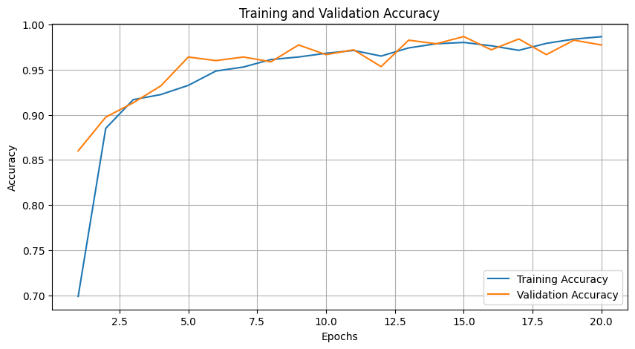 Training and Validation Accuracy
Accuracy
1.00
0.95
0.90
0.85
0.80
0.75
0.70
Training Accuracy
Validation Accuracy
2.5 5.0 7.5 10.0 12.5 15.0 17.5 20.0
Epochs